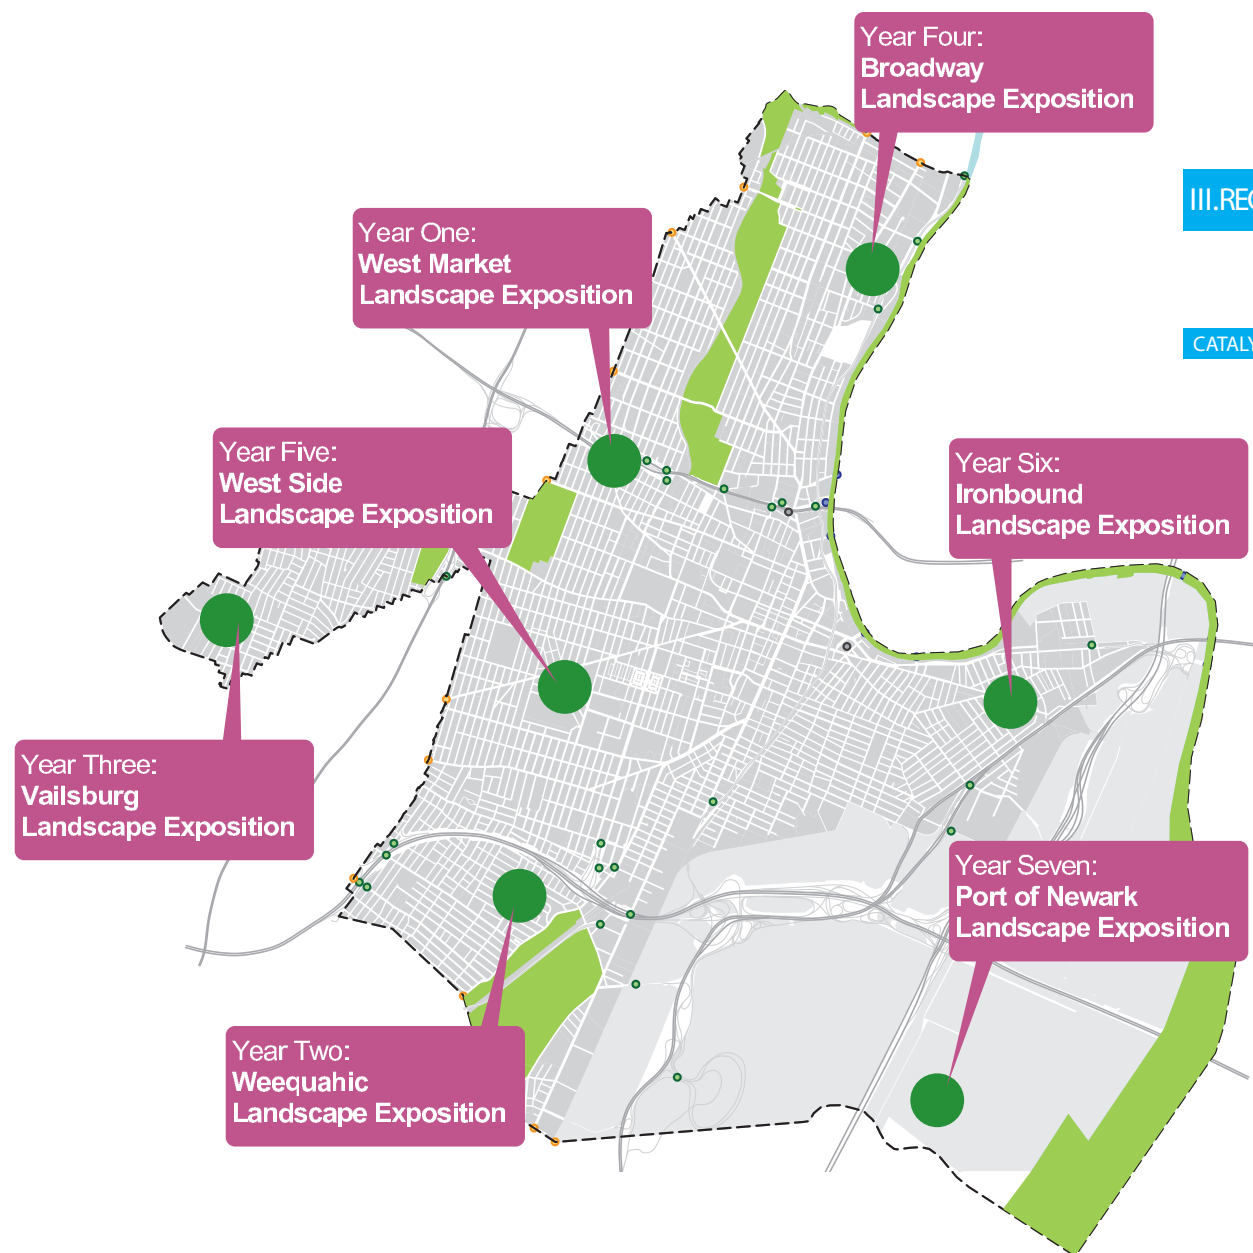 Year Four:
Broadway
Landscape Exposition
Year One:
West Market
Landscape Exposition
Year Five:
West Side
Landscape Exposition
Year Six:
Ironbound
Landscape Exposition
Year Three:
Vailsburg
Landscape Exposition
Year Seven:
Port of Newark
Landscape Exposition
Year Two:
Weequahic
Landscape Exposition
III.